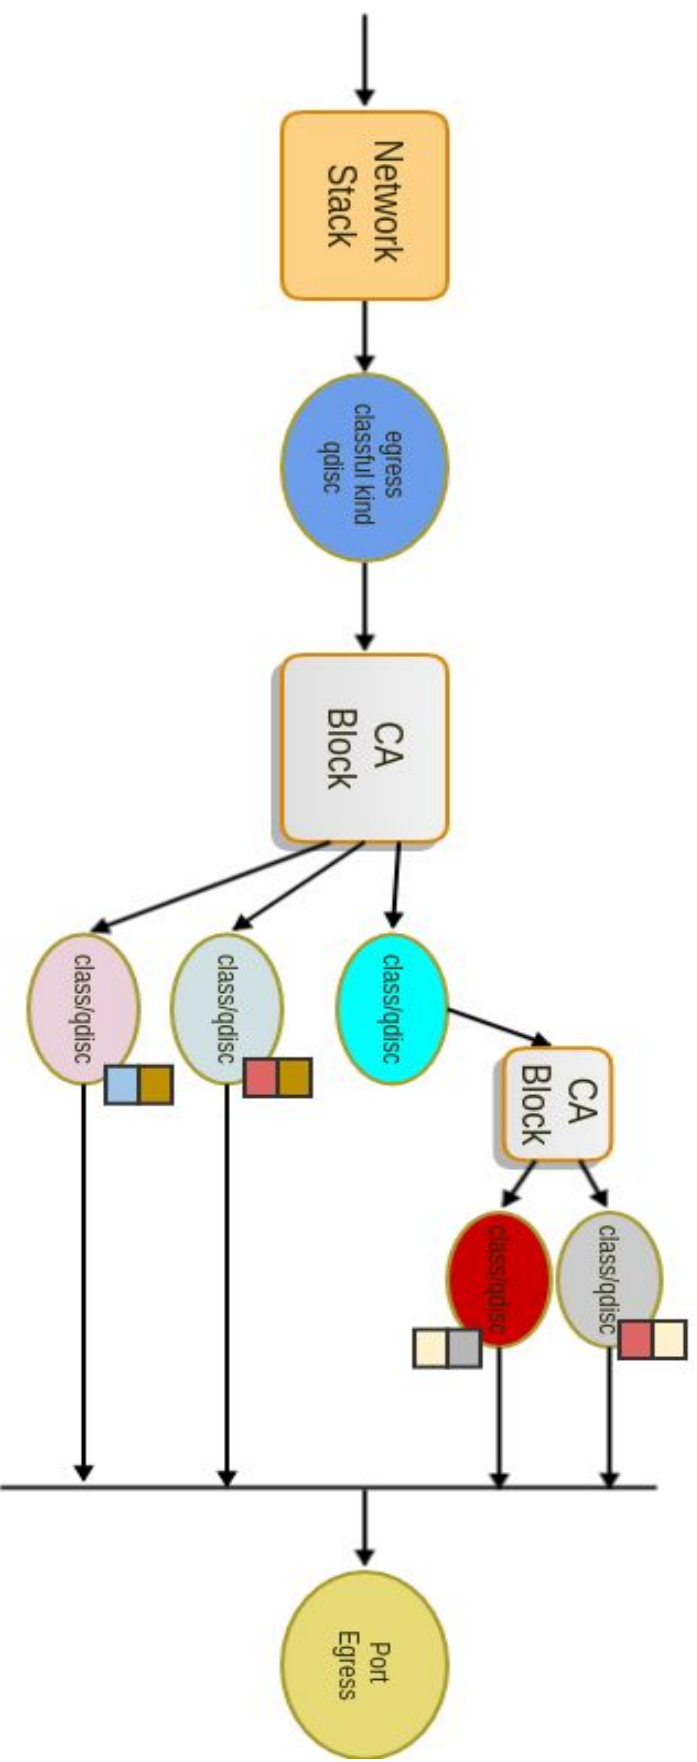 Network
Stack
egress
classful kind
qdisc
CA
Block
class/qdisc
class/qdisc
class/qdisc
CA
Block
class/qdisc
class/qdisc
Port
Egress